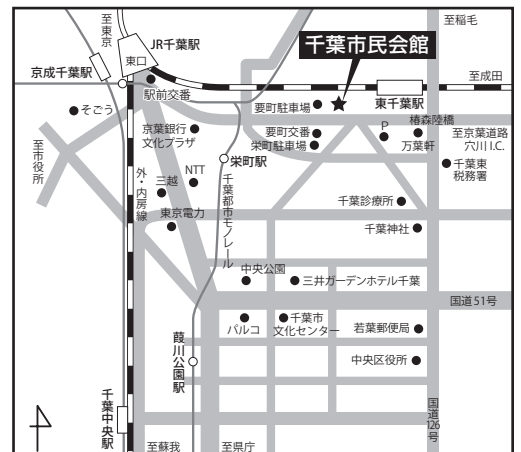 至東京
JR千葉駅
東口
至稲毛
千葉市民会館
京成千葉駅
至成田
駅前交番
要町駐車場
東千葉駅
そごう
椿森陸橋
京葉銀行
文化プラザ
要町交番
栄町駐車場
P
万葉軒
至京葉道路
穴川 I.C.
至市役所
栄町駅
千葉東
税務署
外・内房線
三越
NTT
千葉都市モノレール
千葉診療所
東京電力
千葉神社
中央公園
三井ガーデンホテル千葉
国道51号
パルコ
千葉市
文化センター
若葉郵便局
葭川公園駅
中央区役所
千葉中央駅
国道126号
至蘇我
至県庁